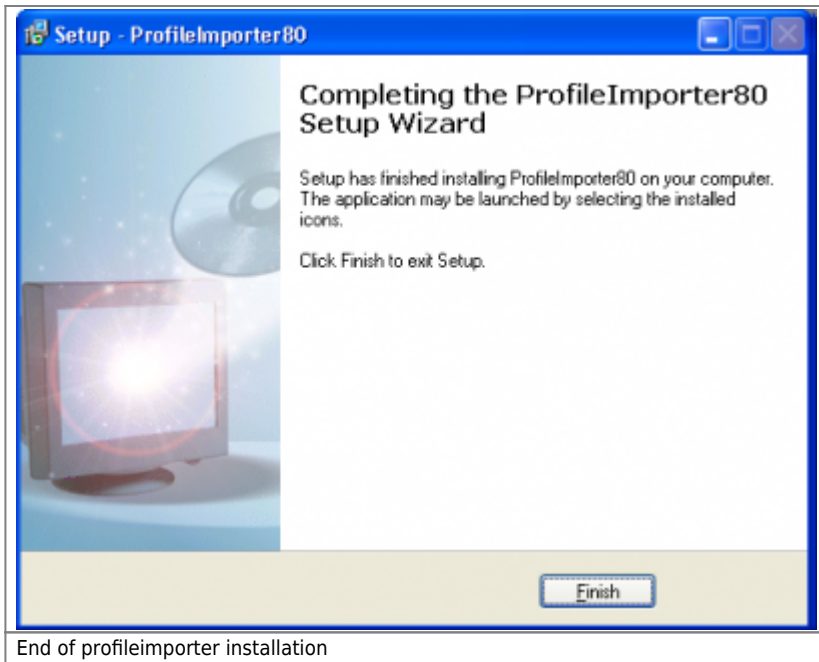 Setup - ProfileImporter80
Completing the ProfileImporter80
Setup Wizard
Setup has finished installing ProfileImporter80 on your computer.
The application may be launched by selecting the installed
icons.
Click Finish to exit Setup.
Finish
End of profileimporter installation